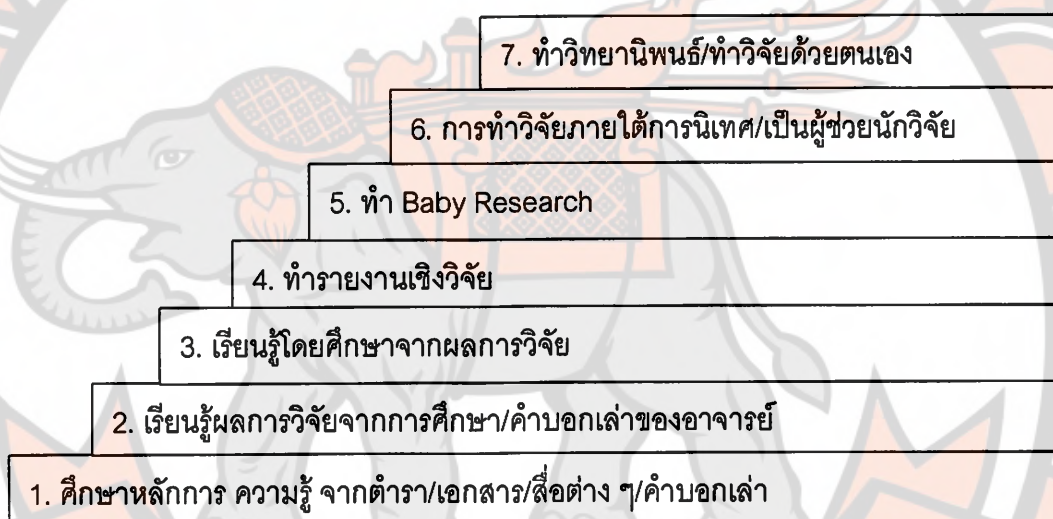 7. ทำวิทยานิพนธ์/ทำวิจัยด้วยตนเอง
6. การทำวิจัยภายใต้การนิเทศ/เป็นผู้ช่วยนักวิจัย
5. ทำ Baby Research
4. ทำรายงานเชิงวิจัย
3. เรียนรู้โดยศึกษาจากผลการวิจัย
2. เรียนรู้ผลการวิจัยจากการศึกษา/คำบอกเล่าของอาจารย์
1. ศึกษาหลักการ ความรู้ จากตำรา/เอกสาร/สื่อต่าง ๆ/คำบอกเล่า